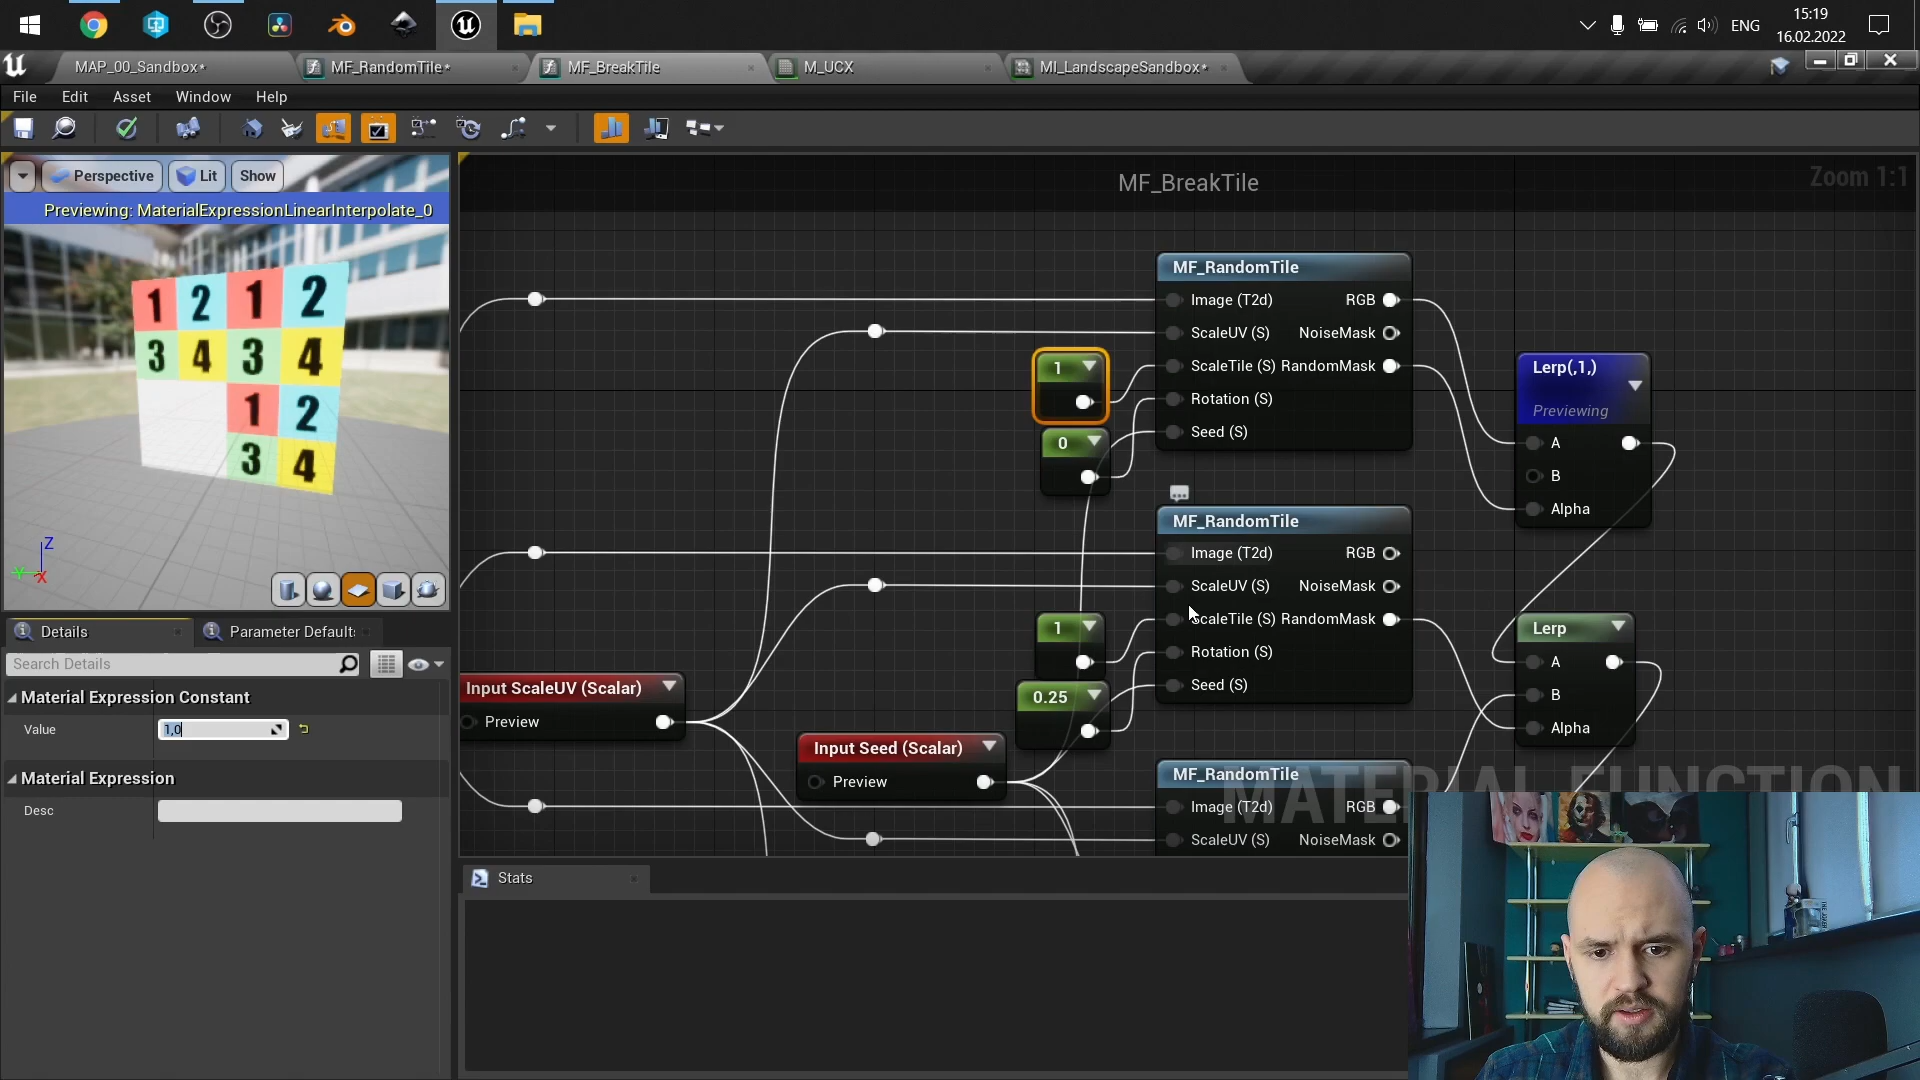 15:19
ENG
16.02.2022
MAP_00_Sandbox*
MF_RandomTile*
MF_BreakTile
M_UCX
MI_LandscapeSandbox*
File
Edit
Asset
Window
Help
Perspective
Lit
Show
Previewing: MaterialExpressionLinearInterpolate_0
1 2 1 2
3 4 3 4
1 2
3 4
Z
Y
X
MF_BreakTile
Zoom 1:1
MF_RandomTile
Image (T2d) RGB
ScaleUV (S) NoiseMask
ScaleTile (S) RandomMask
Rotation (S)
Seed (S)
1
0
Lerp(,1,)
Previewing
A
B
Alpha
MF_RandomTile
Image (T2d) RGB
ScaleUV (S) NoiseMask
ScaleTile (S) RandomMask
Rotation (S)
Seed (S)
1
0.25
Lerp
A
B
Alpha
Input ScaleUV (Scalar)
Preview
Input Seed (Scalar)
Preview
MF_RandomTile
Image (T2d) RGB
ScaleUV (S) NoiseMask
MATERIAL FUNCTION
Details
Parameter Default
Search Details
Material Expression Constant
Value
1,0
Material Expression
Desc
Stats